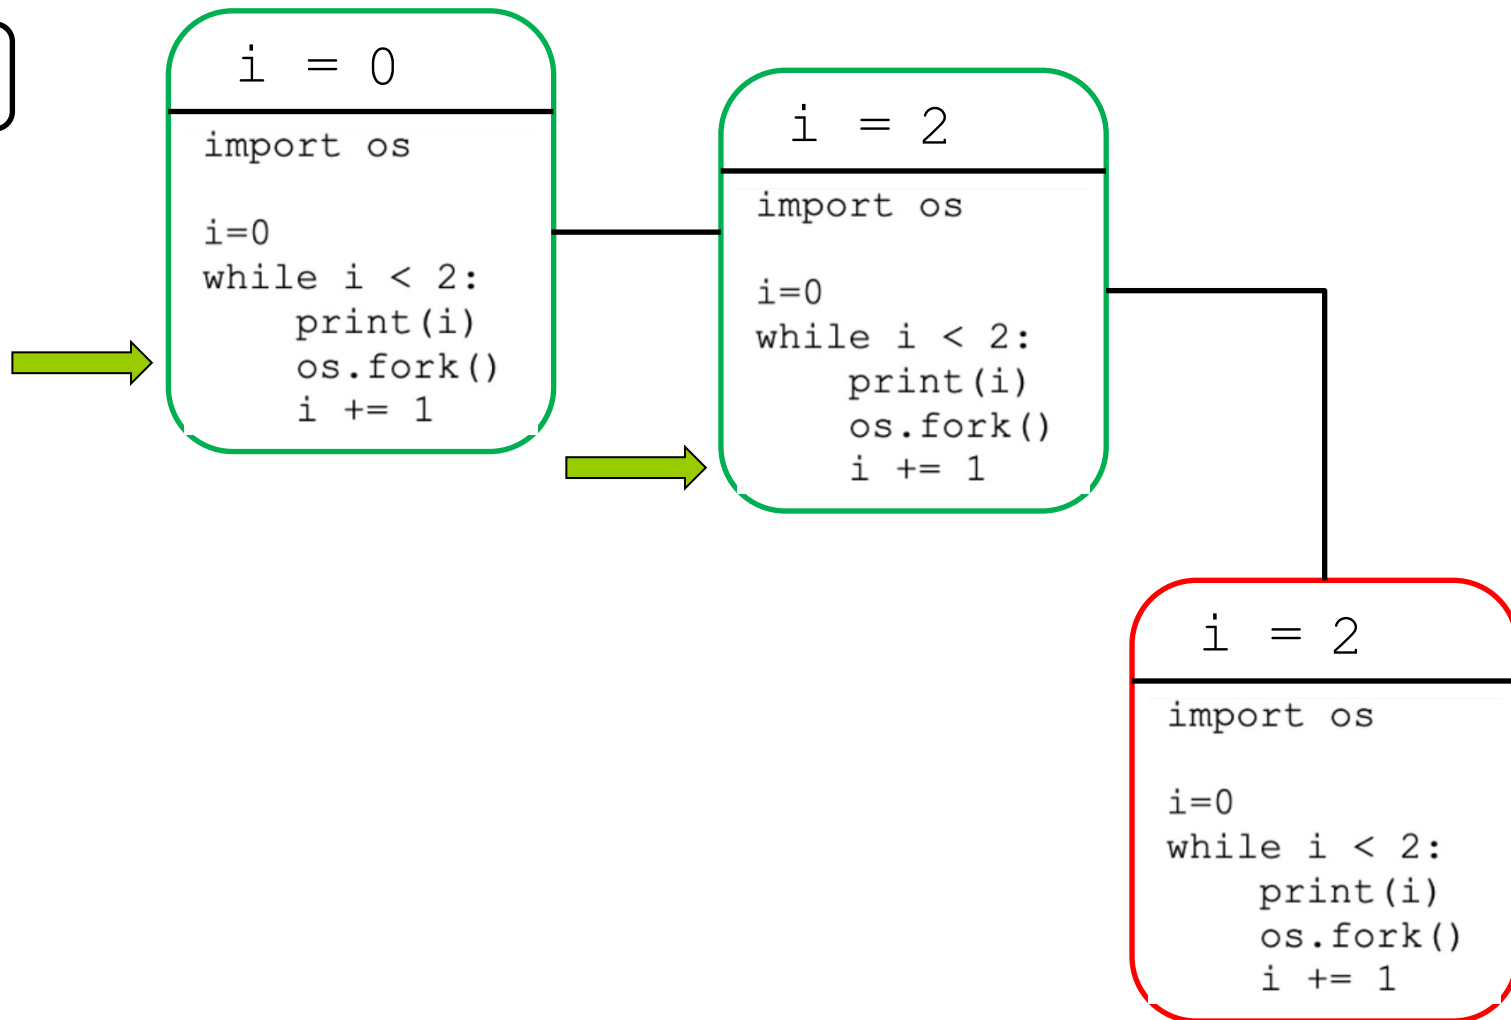 i = 0
import os
i=0
while i < 2:
print(i)
os.fork()
i += 1
i = 2
import os
i=0
while i < 2:
print(i)
os.fork()
i += 1
i = 2
import os
i=0
while i < 2:
print(i)
os.fork()
i += 1